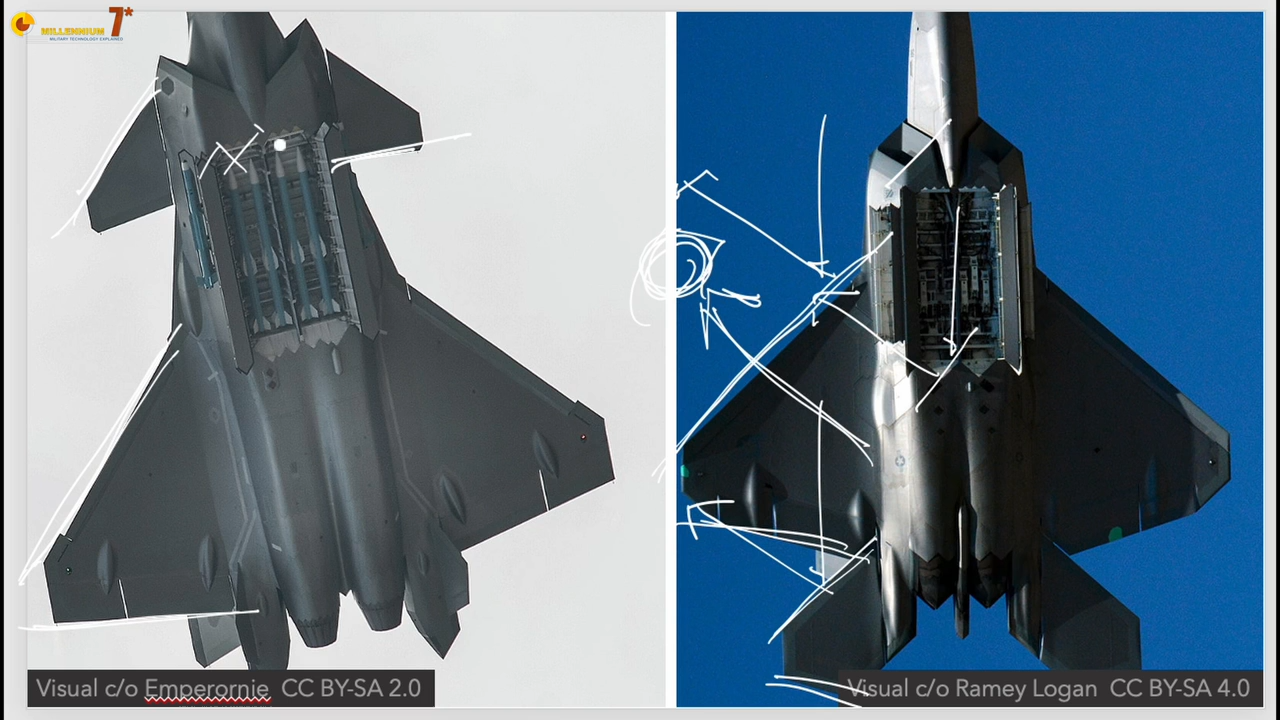 MILLENNIUM 7*
MILITARY TECHNOLOGY EXPLAINED
Visual c/o Emperornie CC BY-SA 2.0
Visual c/o Ramey Logan CC BY-SA 4.0